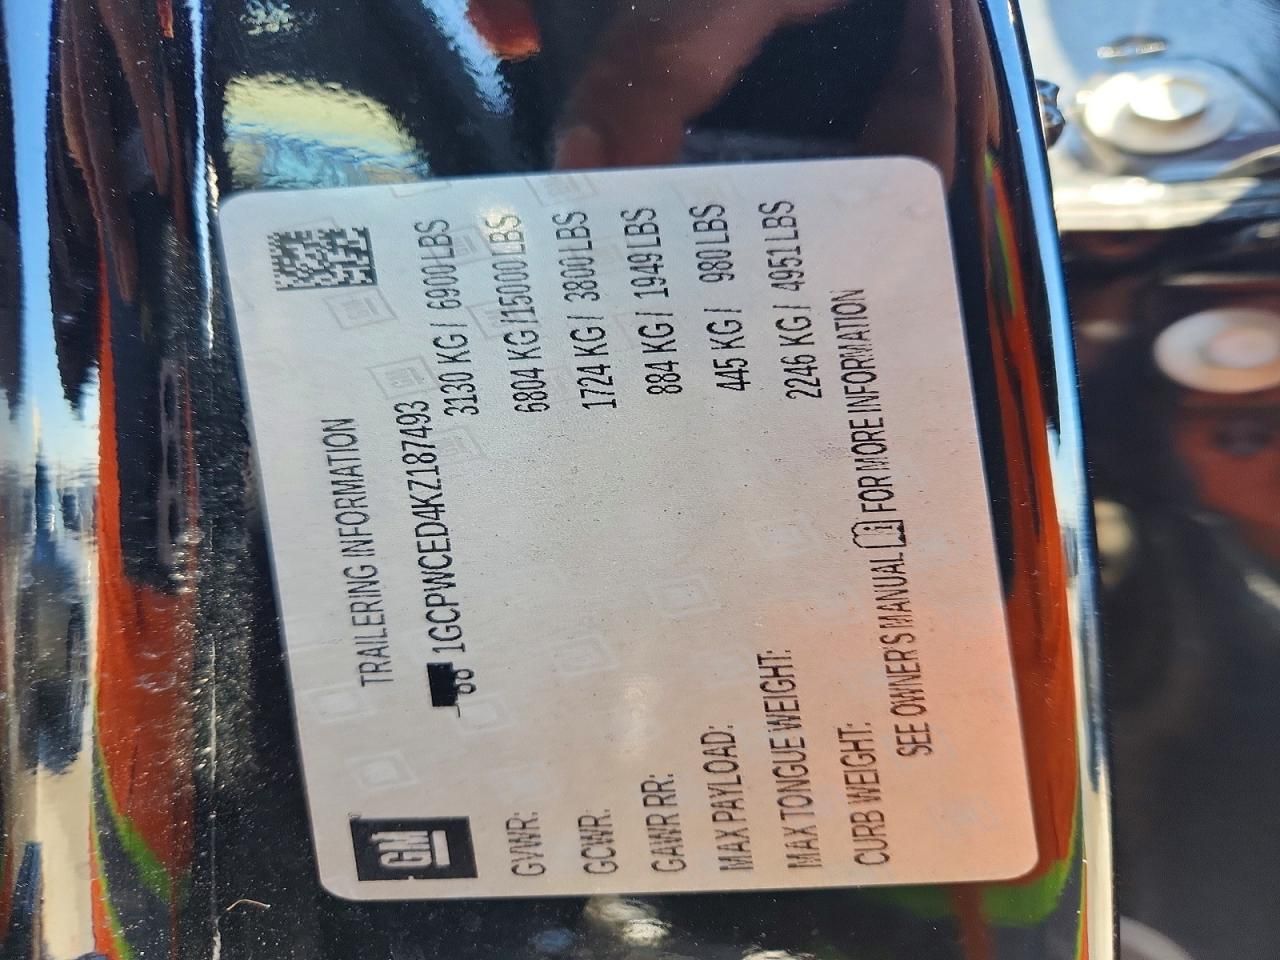 GM
TRAILERING INFORMATION
1GCPWCED4KZ187493
GVWR: 3130 KG / 6900 LBS
GCWR: 6804 KG /15000 LBS
GAWR RR: 1724 KG / 3800 LBS
MAX PAYLOAD: 884 KG / 1949 LBS
MAX TONGUE WEIGHT: 445 KG / 980 LBS
CURB WEIGHT: 2246 KG / 4951 LBS
SEE OWNER'S MANUAL i FOR MORE INFORMATION